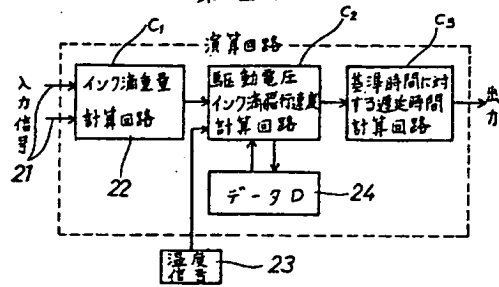 C1
C2
C3
演算回路
入力信号
21
インク滴重量
計算回路
22
駆動電圧
インク滴飛行速度
計算回路
基準時間に対
する遅延時間
計算回路
出力
データD
24
温度
信号
23